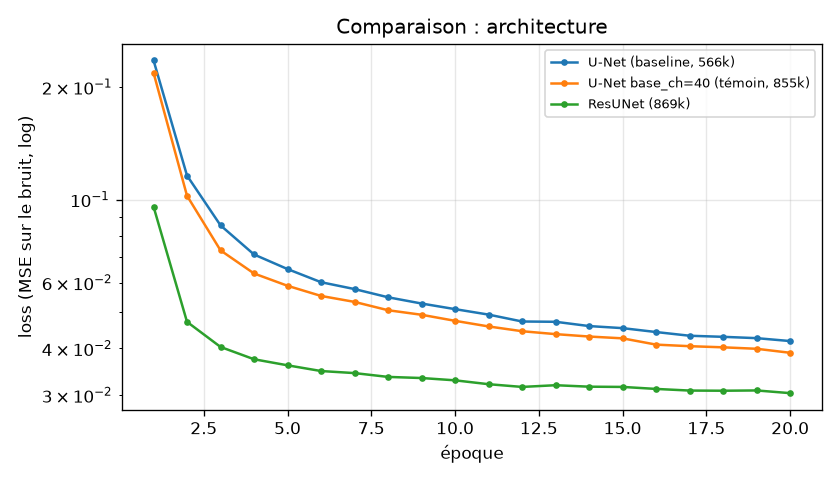 Comparaison : architecture
U-Net (baseline, 566k)
U-Net base_ch=40 (témoin, 855k)
ResUNet (869k)
loss (MSE sur le bruit, log)
2 × 10⁻¹
10⁻¹
6 × 10⁻²
4 × 10⁻²
3 × 10⁻²
2.5 5.0 7.5 10.0 12.5 15.0 17.5 20.0
époque